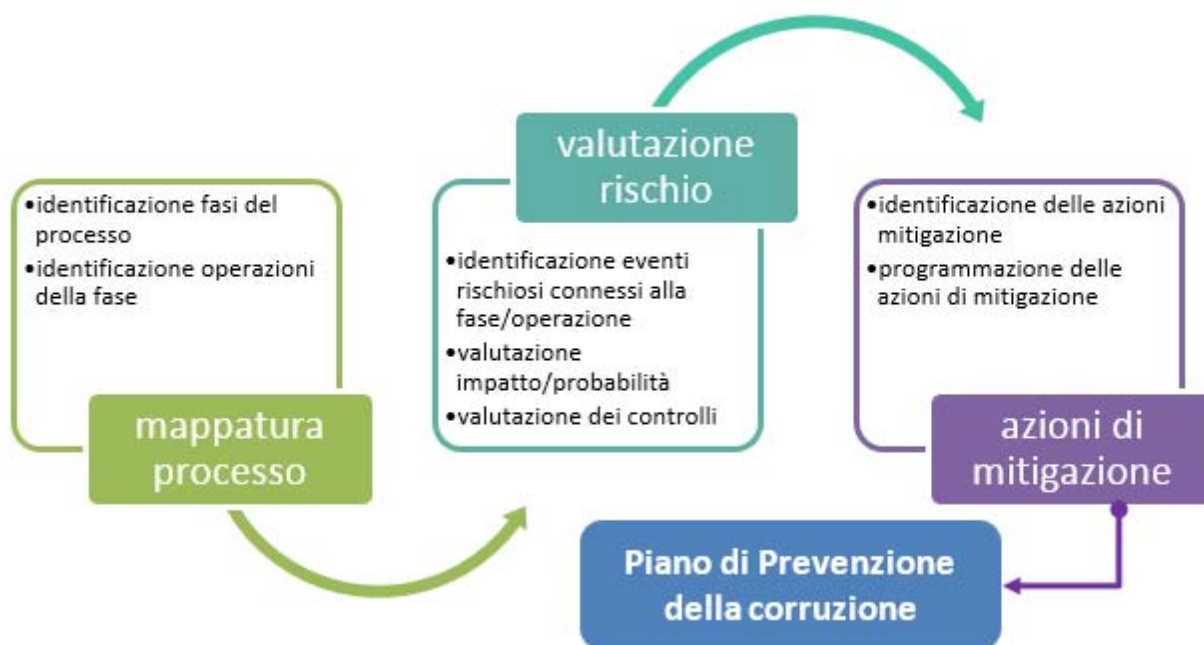 •identificazione fasi del
processo
•identificazione operazioni
della fase
mappatura
processo
valutazione
rischio
•identificazione eventi
rischiosi connessi alla
fase/operazione
•valutazione
impatto/probabilità
•valutazione dei controlli
•identificazione delle azioni
mitigazione
•programmazione delle
azioni di mitigazione
azioni di
mitigazione
Piano di Prevenzione
della corruzione